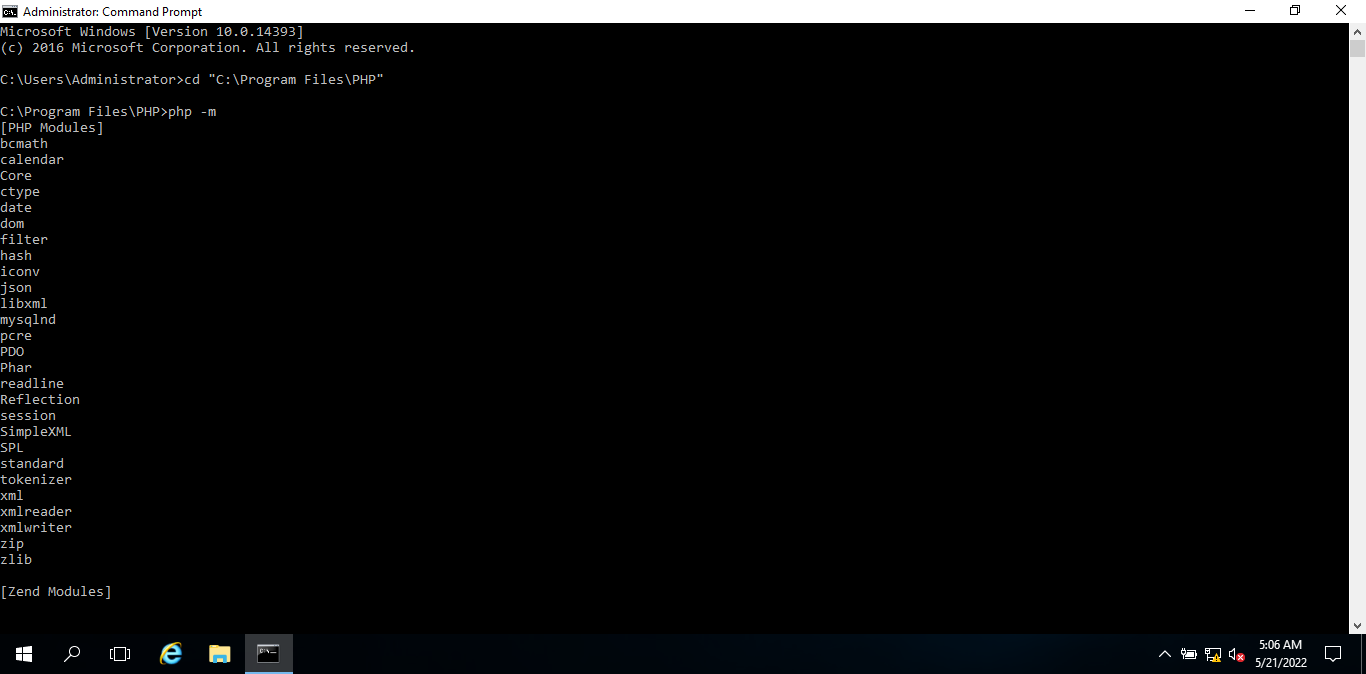 Administrator: Command Prompt
Microsoft Windows [Version 10.0.14393]
(c) 2016 Microsoft Corporation. All rights reserved.
C:\Users\Administrator>cd "C:\Program Files\PHP"
C:\Program Files\PHP>php -m
[PHP Modules]
bcmath
calendar
Core
ctype
date
dom
filter
hash
iconv
json
libxml
mysqlnd
pcre
PDO
Phar
readline
Reflection
session
SimpleXML
SPL
standard
tokenizer
xml
xmlreader
xmlwriter
zip
zlib
[Zend Modules]
5:06 AM
5/21/2022